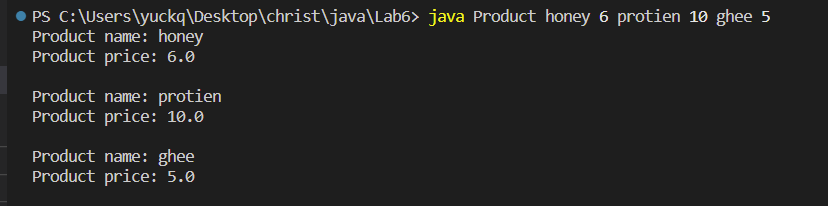 PS C:\Users\yuckq\Desktop\christ\java\Lab6> java Product honey 6 protien 10 ghee 5
Product name: honey
Product price: 6.0
Product name: protien
Product price: 10.0
Product name: ghee
Product price: 5.0